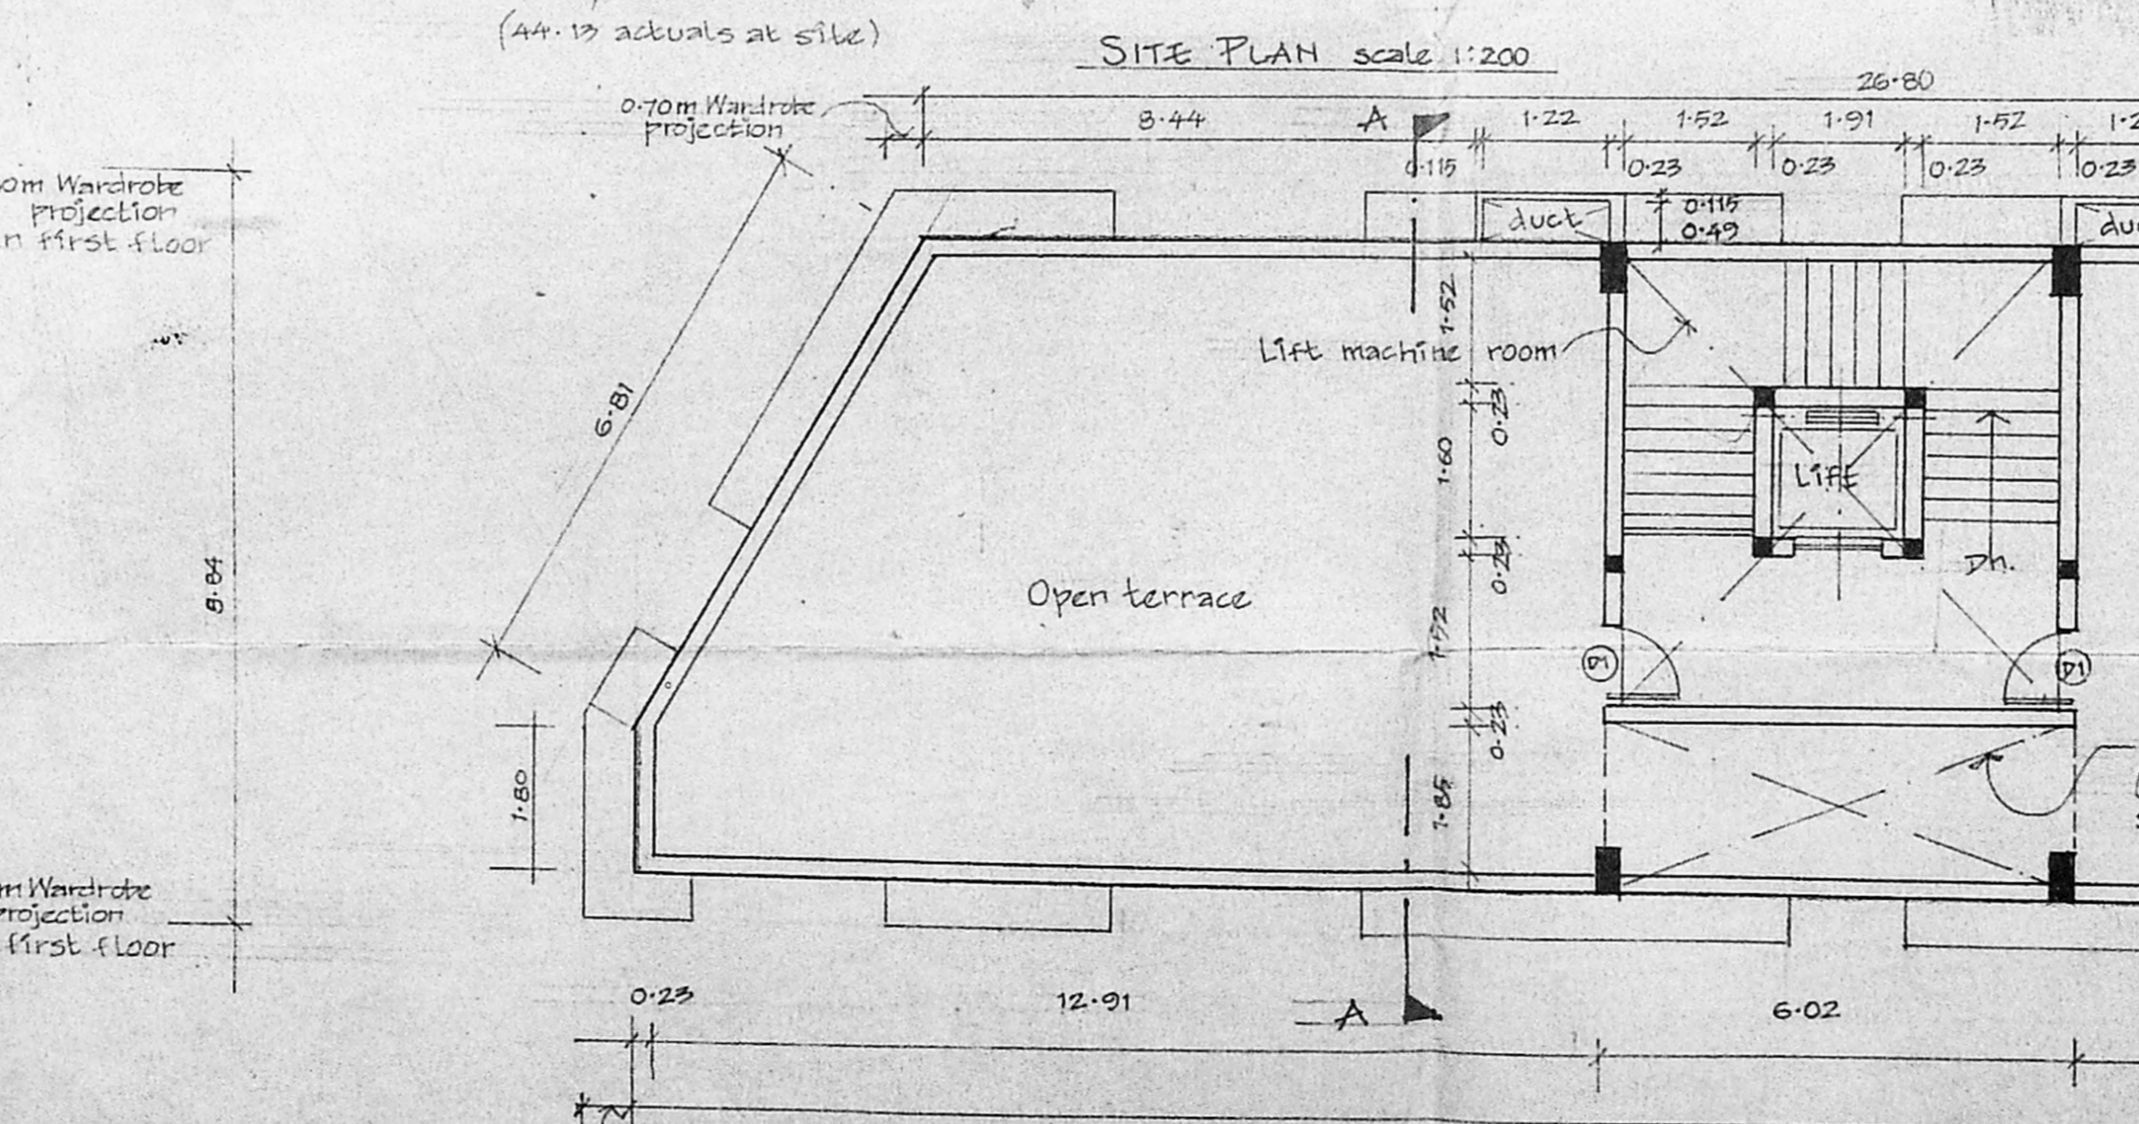 (44.13 actuals at site)
SITE PLAN scale 1:200
26.80
0.70m Wardrobe
projection
8.44
A
1.22
1.52
1.91
1.52
0.115
0.23
0.23
0.23
0.23
Wardrobe
projection
first floor
duct
0.115
0.49
1.52
Lift machine room
0.23
6.81
1.60
LIFT
Dn.
8.84
0.23
Open terrace
1.52
D1
D1
0.23
1.80
1.85
Wardrobe
projection
first floor
0.23
12.91
A
6.02